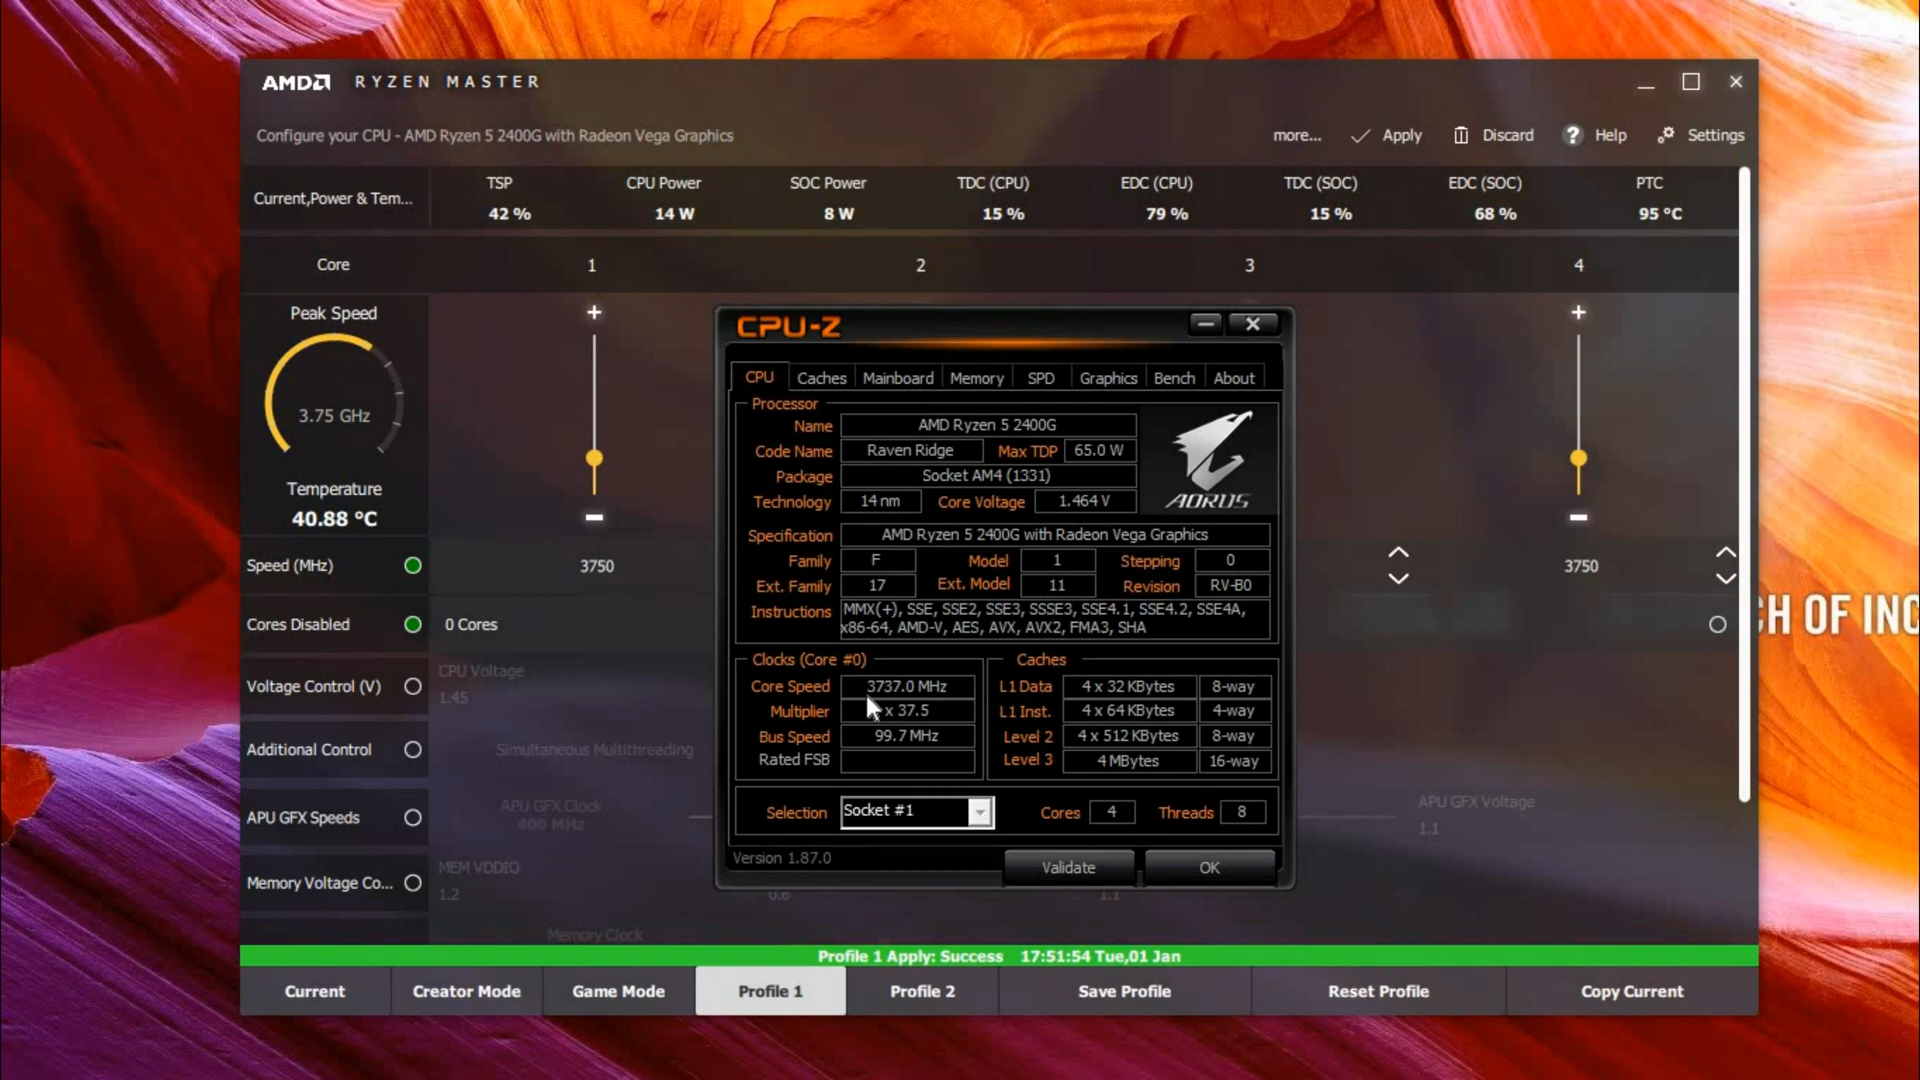 AMD RYZEN MASTER
Configure your CPU - AMD Ryzen 5 2400G with Radeon Vega Graphics
more... Apply Discard ? Help Settings
Current,Power & Tem...
TSP CPU Power SOC Power TDC (CPU) EDC (CPU) TDC (SOC) EDC (SOC) PTC
42 % 14 W 8 W 15 % 79 % 15 % 68 % 95 °C
Core 1 2 3 4
Peak Speed
3.75 GHz
Temperature
40.88 °C
Speed (MHz) 3750 3750
Cores Disabled 0 Cores
Voltage Control (V)
CPU Voltage
1.45
Additional Control Simultaneous Multithreading
APU GFX Speeds
APU GFX Clock
400 MHz
APU GFX Voltage
1.1
Memory Voltage Co...
MEM VDDIO
1.2 0.6 1.1
Memory Clock
Profile 1 Apply: Success 17:51:54 Tue,01 Jan
Current Creator Mode Game Mode Profile 1 Profile 2 Save Profile Reset Profile Copy Current
CPU-Z
CPU Caches Mainboard Memory SPD Graphics Bench About
Processor
Name AMD Ryzen 5 2400G
Code Name Raven Ridge Max TDP 65.0 W
Package Socket AM4 (1331)
Technology 14 nm Core Voltage 1.464 V
AORUS
Specification AMD Ryzen 5 2400G with Radeon Vega Graphics
Family F Model 1 Stepping 0
Ext. Family 17 Ext. Model 11 Revision RV-B0
Instructions MMX(+), SSE, SSE2, SSE3, SSSE3, SSE4.1, SSE4.2, SSE4A,
x86-64, AMD-V, AES, AVX, AVX2, FMA3, SHA
Clocks (Core #0) Caches
Core Speed 3737.0 MHz L1 Data 4 x 32 KBytes 8-way
Multiplier x 37.5 L1 Inst. 4 x 64 KBytes 4-way
Bus Speed 99.7 MHz Level 2 4 x 512 KBytes 8-way
Rated FSB Level 3 4 MBytes 16-way
Selection Socket #1 Cores 4 Threads 8
Version 1.87.0 Validate OK
H OF INC